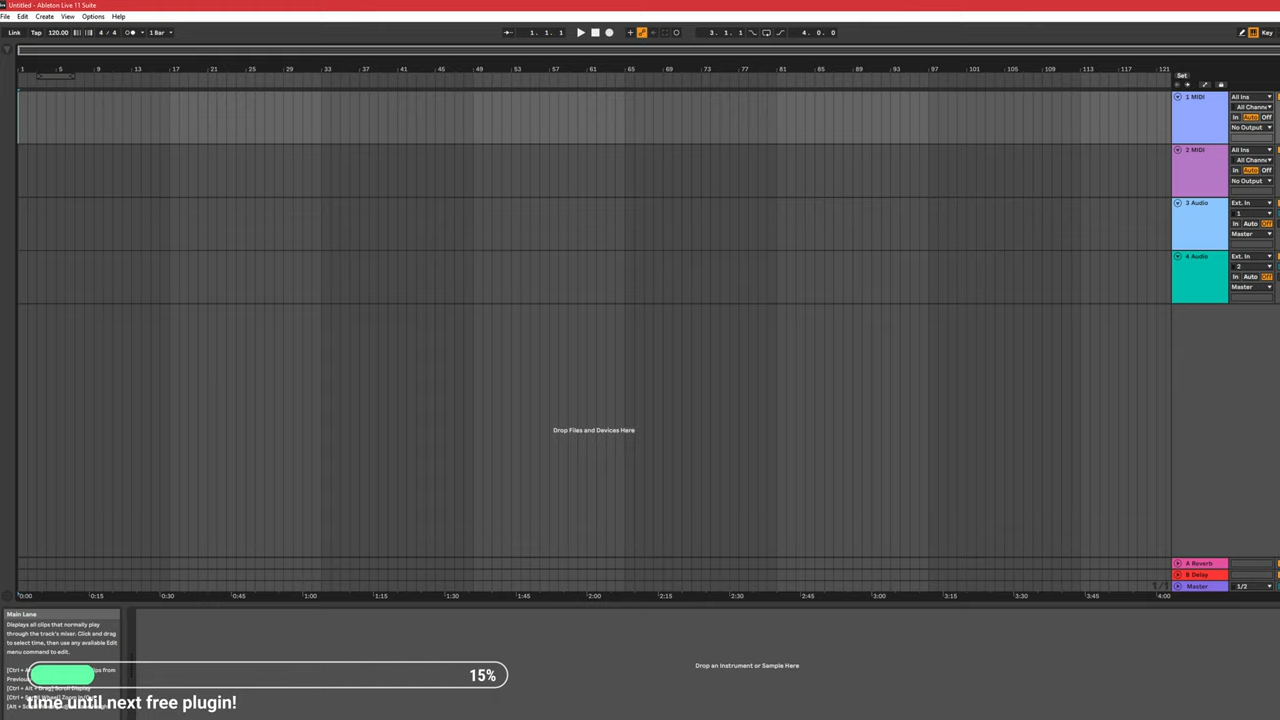 Untitled - Ableton Live 11 Suite
File Edit Create View Options Help
Link Tap 120.00 4 / 4 1 Bar 1. 1. 1 3. 1. 1 4. 0. 0 Key
1 5 9 13 17 21 25 29 33 37 41 45 49 53 57 61 65 69 73 77 81 85 89 93 97 101 105 109 113 117 121
Set
1 MIDI All Ins
All Channe
In Auto Off
No Output
2 MIDI All Ins
All Channe
In Auto Off
No Output
3 Audio Ext. In
1
In Auto Off
Master
4 Audio Ext. In
2
In Auto Off
Master
Drop Files and Devices Here
A Reverb
B Delay
1/1
Master 1/2
0:00 0:15 0:30 0:45 1:00 1:15 1:30 1:45 2:00 2:15 2:30 2:45 3:00 3:15 3:30 3:45 4:00
Main Lane
Displays all clips that normally play
through the track's mixer. Click and drag
to select time, then use any available Edit
menu command to edit.
Drop an Instrument or Sample Here
15%
time until next free plugin!